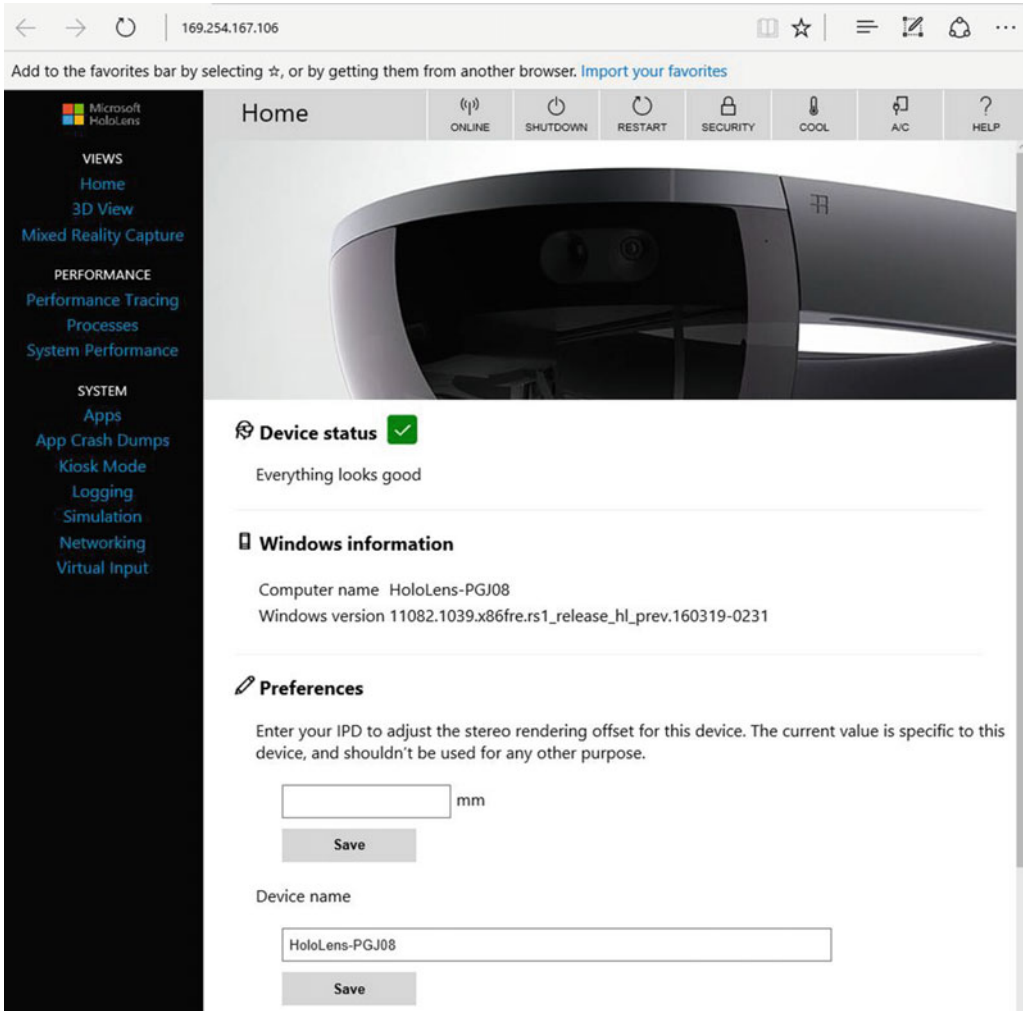 169.254.167.106
Add to the favorites bar by selecting ☆, or by getting them from another browser. Import your favorites
Microsoft
HoloLens
VIEWS
Home
3D View
Mixed Reality Capture
PERFORMANCE
Performance Tracing
Processes
System Performance
SYSTEM
Apps
App Crash Dumps
Kiosk Mode
Logging
Simulation
Networking
Virtual Input
Home
ONLINE
SHUTDOWN
RESTART
SECURITY
COOL
A/C
HELP
Device status
Everything looks good
Windows information
Computer name HoloLens-PGJ08
Windows version 11082.1039.x86fre.rs1_release_hl_prev.160319-0231
Preferences
Enter your IPD to adjust the stereo rendering offset for this device. The current value is specific to this
device, and shouldn't be used for any other purpose.
mm
Save
Device name
HoloLens-PGJ08
Save